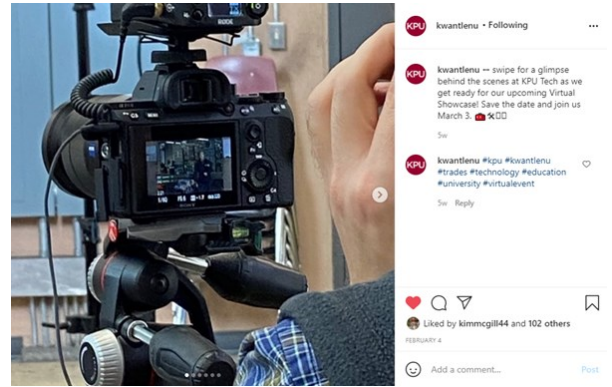 RODE
SONY
KPU
kwantlenu • Following
KPU
kwantlenu -- swipe for a glimpse
behind the scenes at KPU Tech as we
get ready for our upcoming Virtual
Showcase! Save the date and join us
March 3.
5w
KPU
kwantlenu #kpu #kwantlenu
#trades #technology #education
#university #virtualevent
5w Reply
Liked by kimmcgill44 and 102 others
FEBRUARY 4
Add a comment...
Post